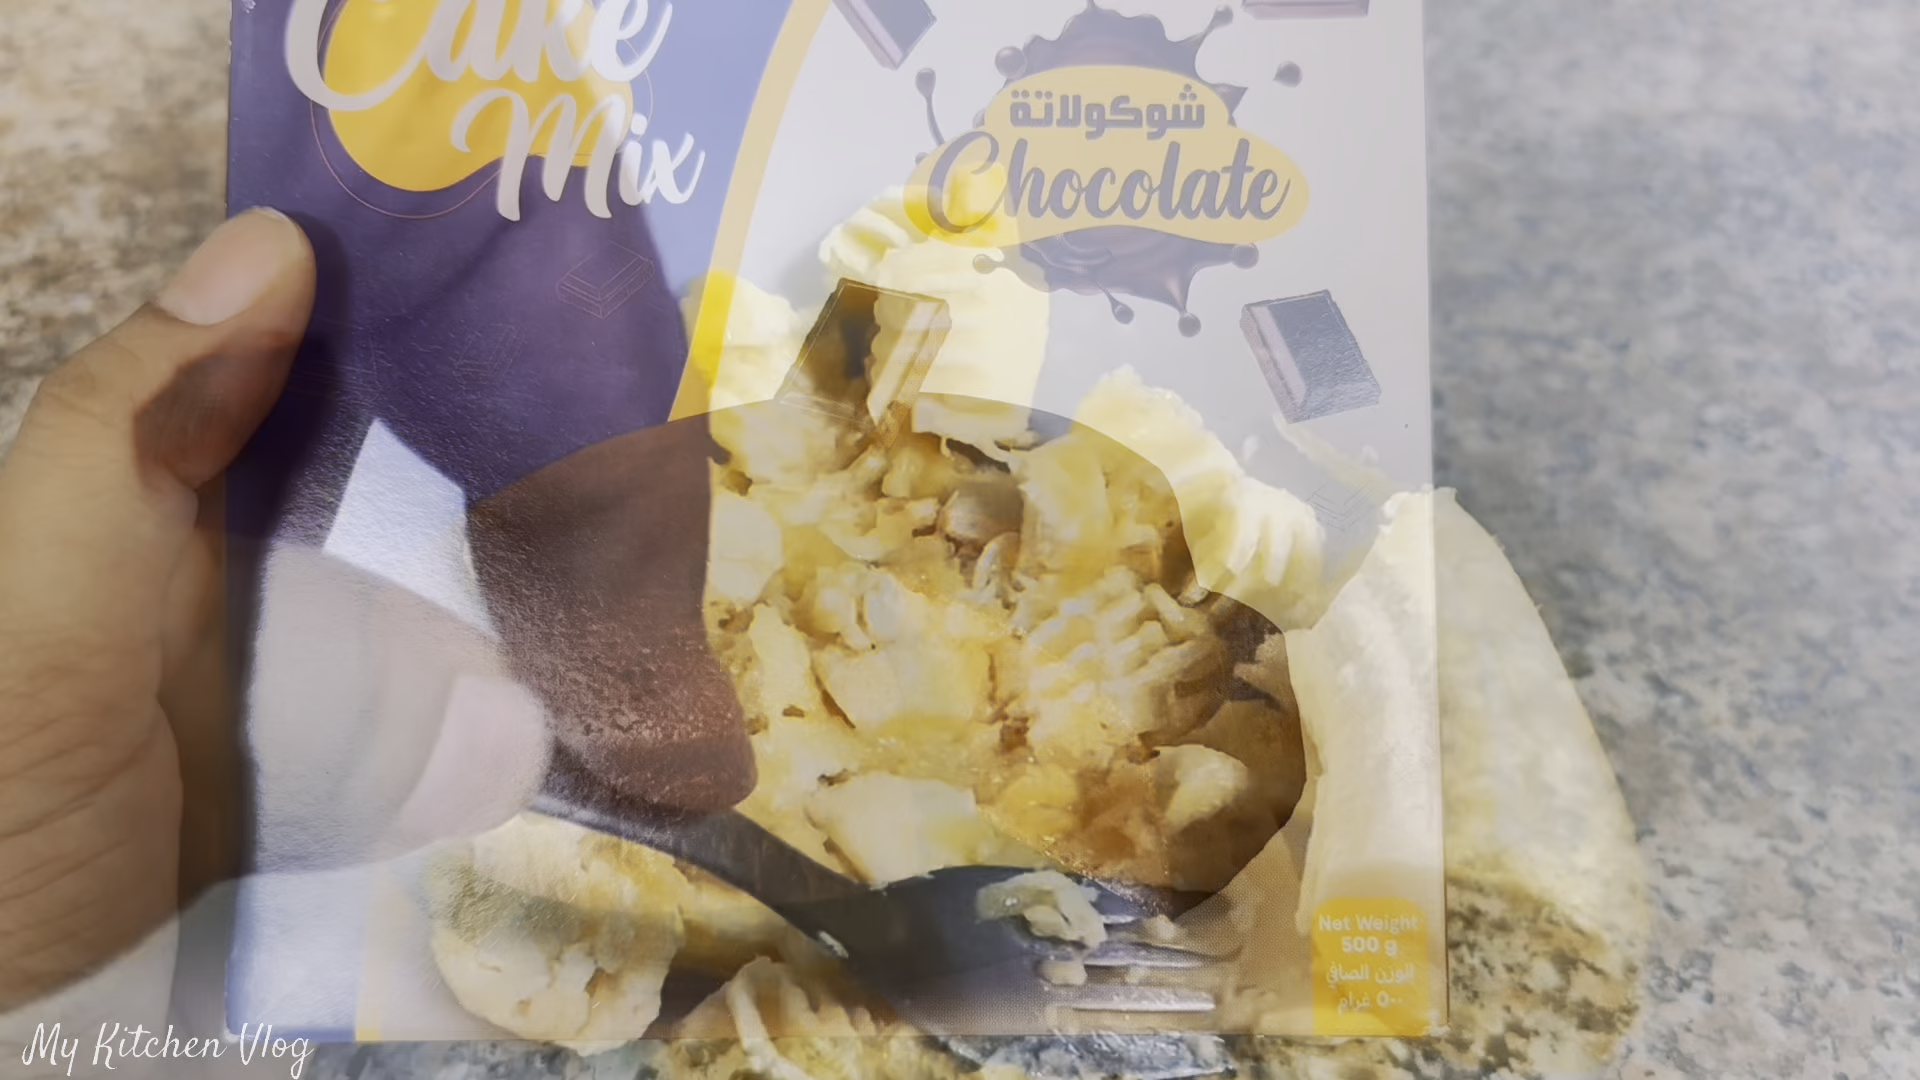 Cake
Mix
شوكولاتة
Chocolate
Net Weight
500 g
الوزن الصافي
٥٠٠ غرام
My Kitchen Vlog